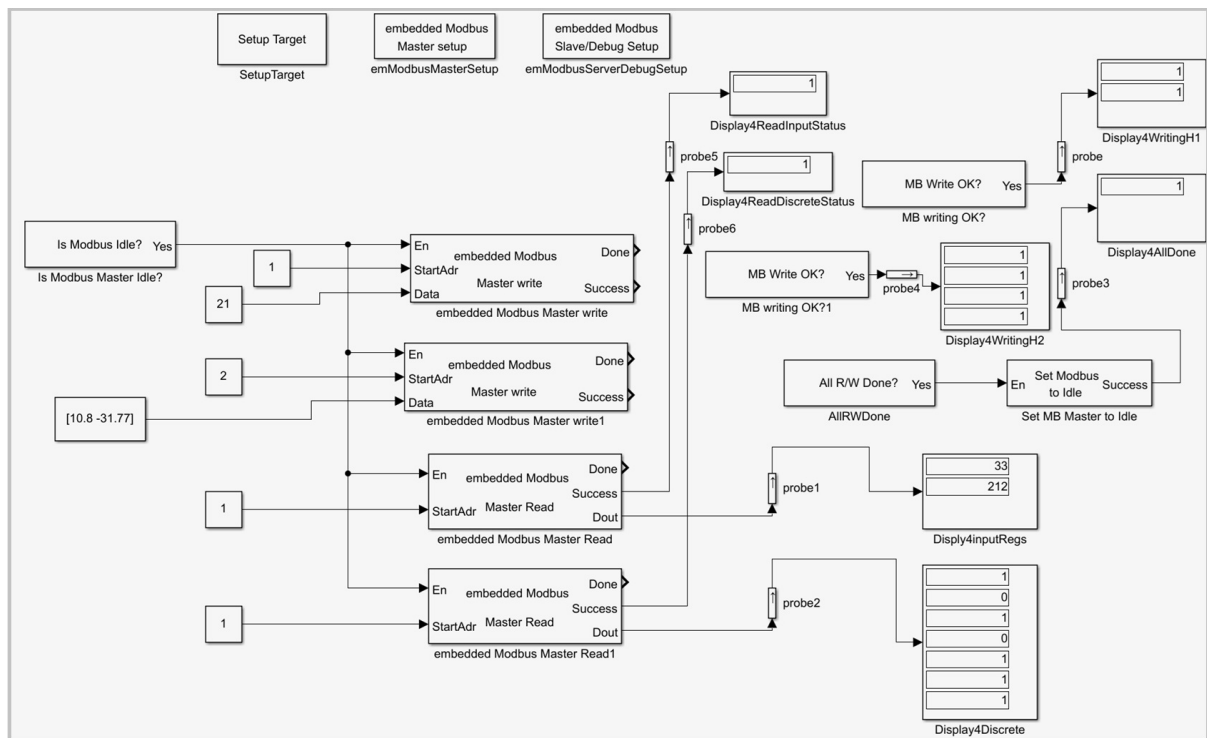 Setup Target
SetupTarget
embedded Modbus
Master setup
emModbusMasterSetup
embedded Modbus
Slave/Debug Setup
emModbusServerDebugSetup
1
Display4ReadInputStatus
probe5
1
Display4ReadDiscreteStatus
probe6
1
1
Display4WritingH1
probe
MB Write OK?
Yes
MB writing OK?
1
Display4AllDone
probe3
MB Write OK?
Yes
MB writing OK?1
probe4
1
1
1
1
Display4WritingH2
All R/W Done?
Yes
AllRWDone
En
Set Modbus
to Idle
Success
Set MB Master to Idle
Is Modbus Idle?
Yes
Is Modbus Master Idle?
1
21
En
StartAdr
Data
embedded Modbus
Master write
Done
Success
embedded Modbus Master write
2
[10.8 -31.77]
En
StartAdr
Data
embedded Modbus
Master write
Done
Success
embedded Modbus Master write1
1
En
StartAdr
embedded Modbus
Master Read
Done
Success
Dout
embedded Modbus Master Read
probe1
33
212
Disply4inputRegs
1
En
StartAdr
embedded Modbus
Master Read
Done
Success
Dout
embedded Modbus Master Read1
probe2
1
0
1
0
1
1
1
Display4Discrete